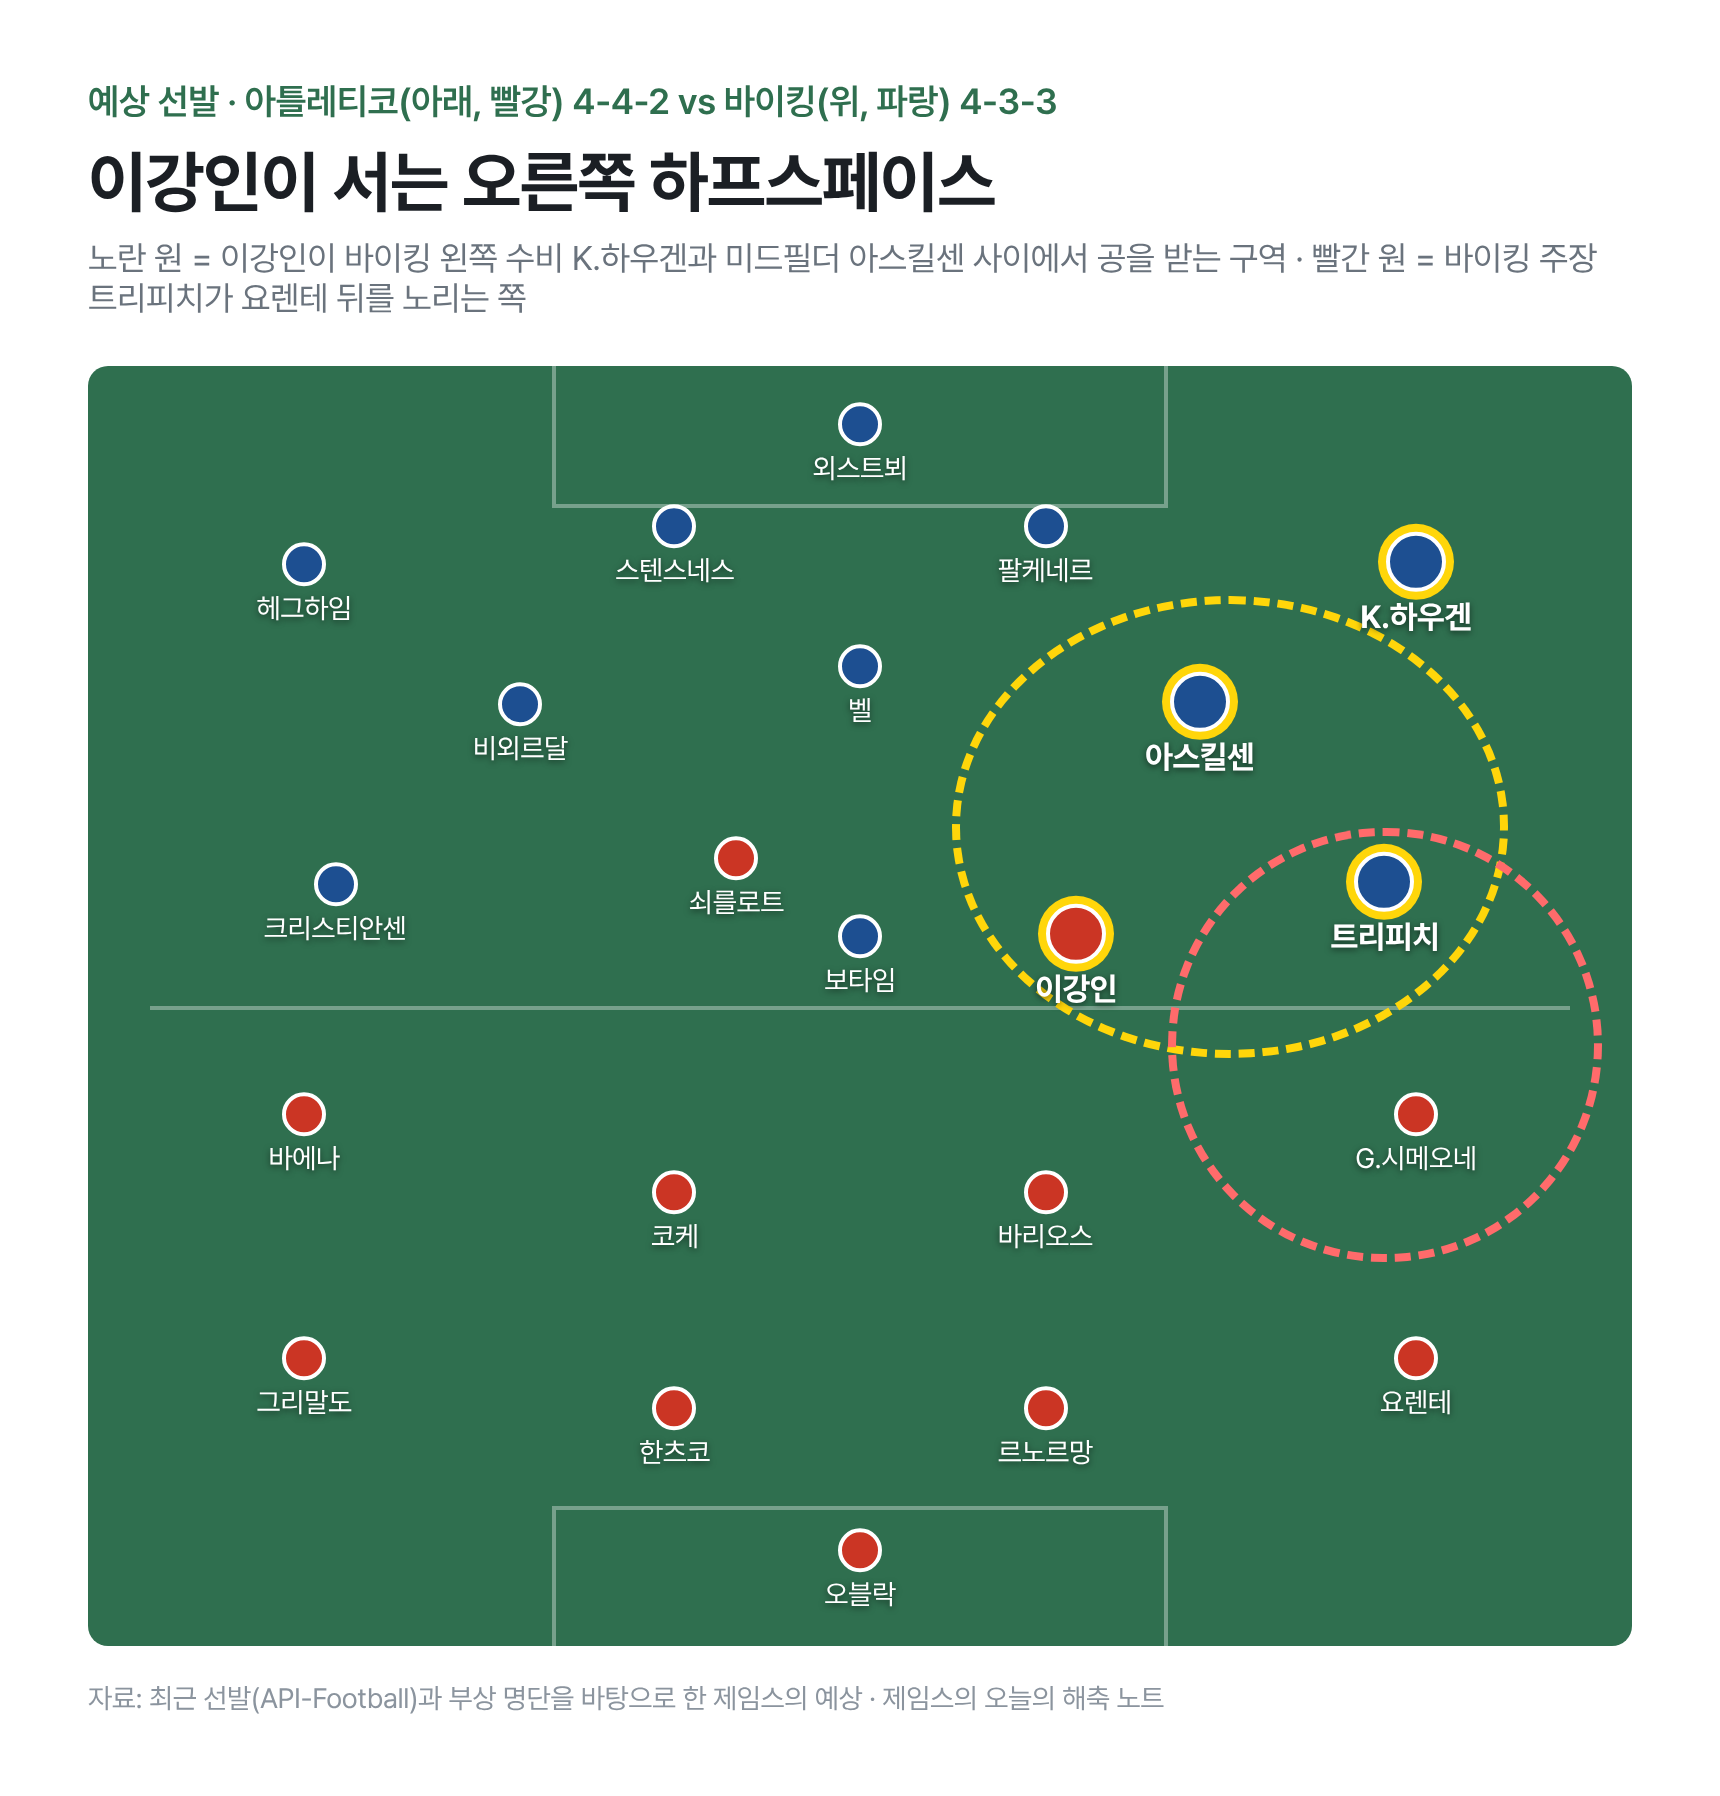 예상 선발 · 아틀레티코(아래, 빨강) 4-4-2 vs 바이킹(위, 파랑) 4-3-3
이강인이 서는 오른쪽 하프스페이스
노란 원 = 이강인이 바이킹 왼쪽 수비 K.하우겐과 미드필더 아스킬센 사이에서 공을 받는 구역 · 빨간 원 = 바이킹 주장
트리피치가 요렌테 뒤를 노리는 쪽
외스트뵈
스텐스네스
팔케네르
헤그하임
K.하우겐
벨
비외르달
아스킬센
쇠를로트
크리스티안센
트리피치
보타임
이강인
바에나
G.시메오네
코케
바리오스
그리말도
요렌테
한츠코
르노르망
오블락
자료: 최근 선발(API-Football)과 부상 명단을 바탕으로 한 제임스의 예상 · 제임스의 오늘의 해축 노트